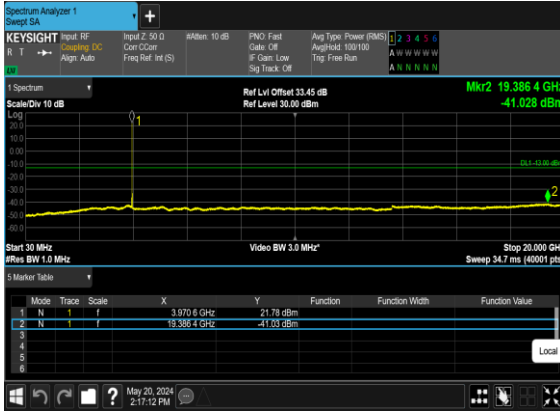 Spectrum Analyzer 1
Swept SA
+
KEYSIGHT Input: RF Input Z: 50 Ω #Atten: 10 dB PNO: Fast Avg Type: Power (RMS) 1 2 3 4 5 6
R T Coupling: DC Corr CCorr Gate: Off Avg|Hold: 100/100 A W W W W W
Align: Auto Freq Ref: Int (S) IF Gain: Low Trig: Free Run
Sig Track: Off A N N N N N
1 Spectrum Ref Lvl Offset 33.45 dB Mkr2 19.386 4 GHz
Scale/Div 10 dB Ref Level 30.00 dBm -41.028 dBm
Log
20.0
10.0
0.00
-10.0
-20.0
-30.0
-40.0
-50.0
-60.0
1
DL1 -13.00 dBm
2
Start 30 MHz Video BW 3.0 MHz* Stop 20.000 GH
#Res BW 1.0 MHz Sweep 34.7 ms (40001 pts
5 Marker Table
Mode Trace Scale X Y Function Function Width Function Value
1 N 1 f 3.970 6 GHz 21.78 dBm
2 N 1 f 19.386 4 GHz -41.03 dBm
3
4
5
6
Local
?
May 20, 2024
2:17:12 PM